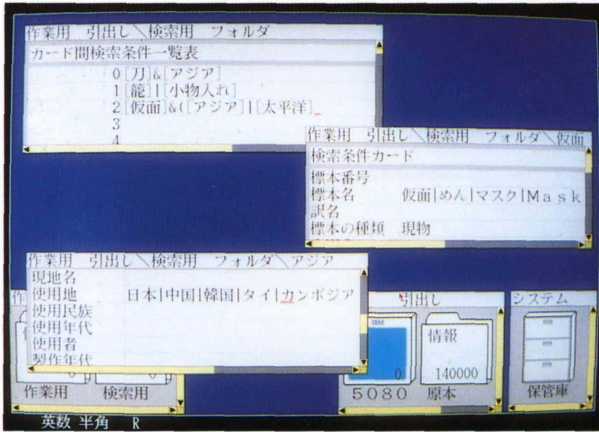 作業用 引出し＼検索用 フォルダ
カード間検索条件一覧表
0[刀]&[アジア]
1[籠]|[小物入れ]
2[仮面]&([アジア]|[太平洋]
3
4
作業用 引出し＼検索用 フォルダ＼仮面
検索条件カード
標本番号
標本名 仮面|めん|マスク|Mask
訳名
標本の種類 現物
作業用 引出し＼検索用 フォルダ＼アジア
現地名
使用地 日本|中国|韓国|タイ|カンボジア
使用民族
使用年代
使用者
製作年代
作 引出し システム
情報
0 140000
作業用 検索用 5080 原本 保管庫
英数 半角 R